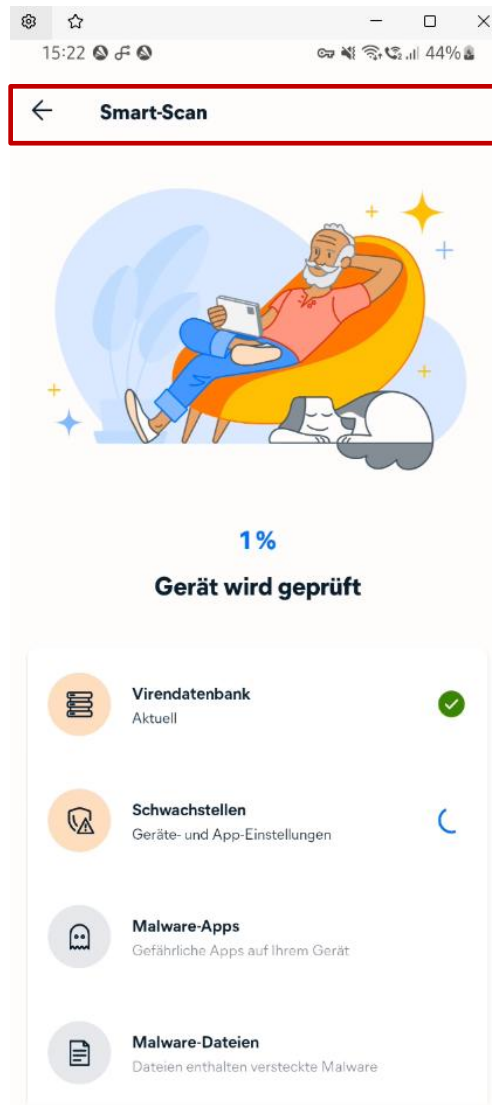 15:22 44%
Smart-Scan
1%
Gerät wird geprüft
Virendatenbank
Aktuell
Schwachstellen
Geräte- und App-Einstellungen
Malware-Apps
Gefährliche Apps auf Ihrem Gerät
Malware-Dateien
Dateien enthalten versteckte Malware